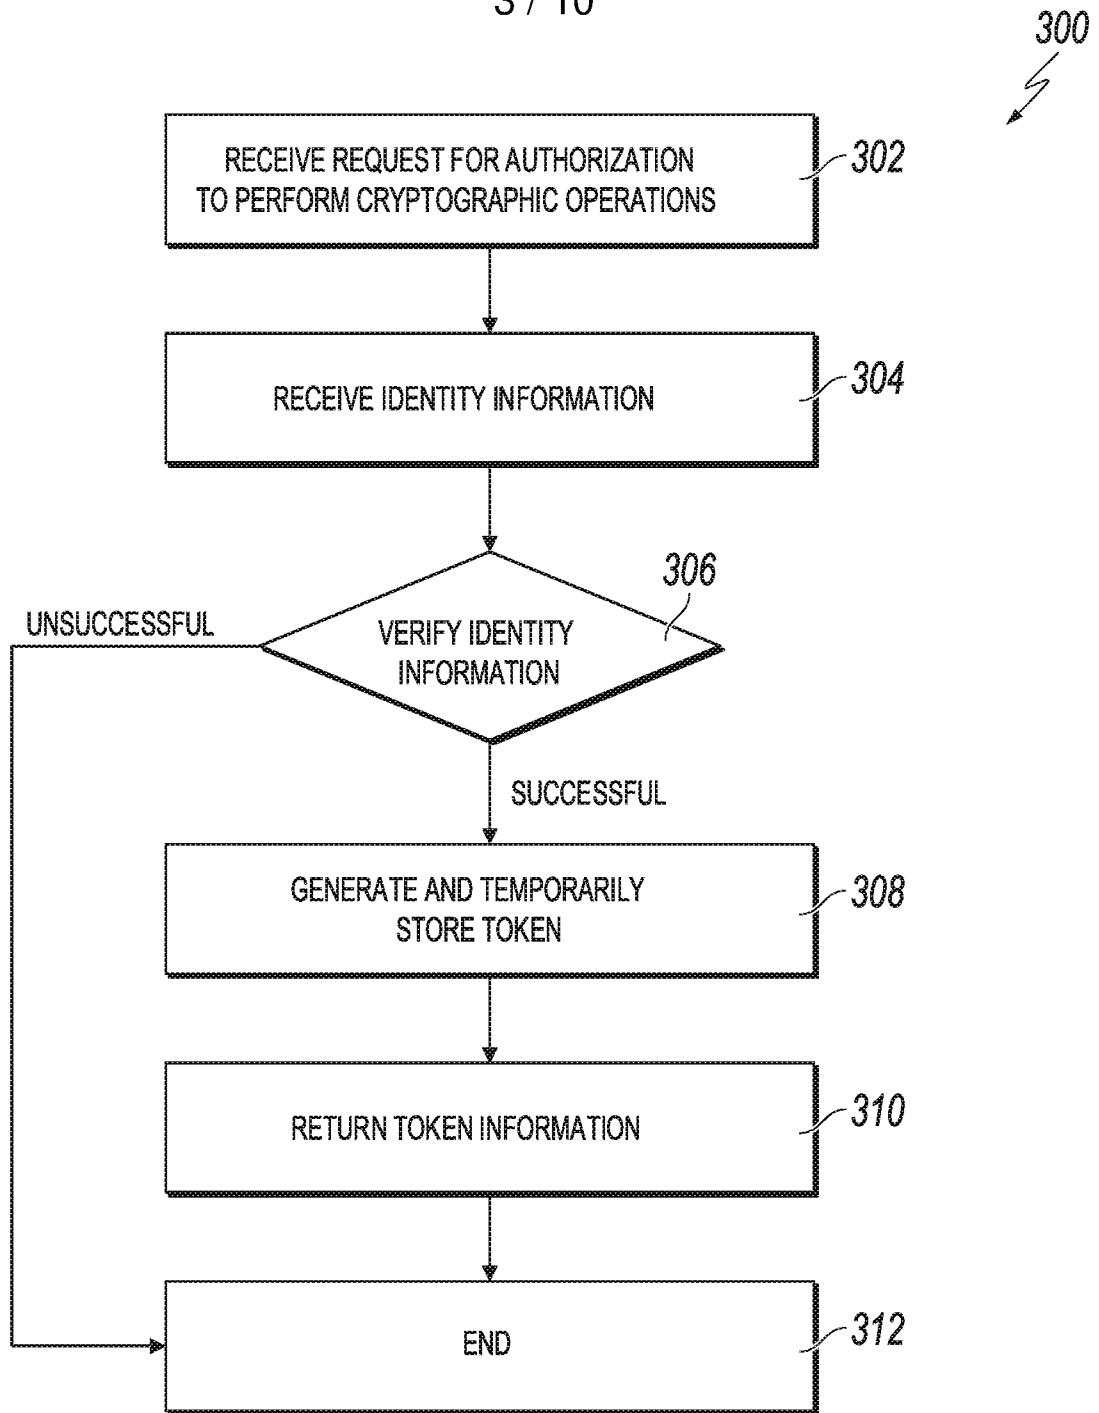 3 / 10
300
RECEIVE REQUEST FOR AUTHORIZATION
TO PERFORM CRYPTOGRAPHIC OPERATIONS
302
RECEIVE IDENTITY INFORMATION
304
306
UNSUCCESSFUL
VERIFY IDENTITY
INFORMATION
SUCCESSFUL
GENERATE AND TEMPORARILY
STORE TOKEN
308
RETURN TOKEN INFORMATION
310
END
312